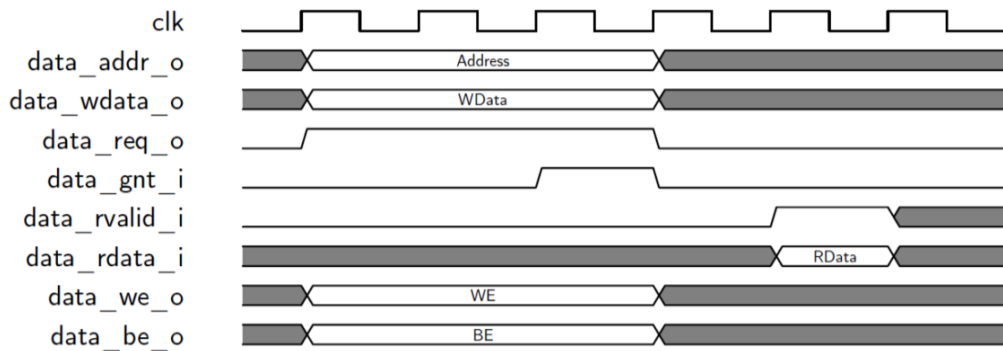 clk
data_addr_o Address
data_wdata_o WData
data_req_o
data_gnt_i
data_rvalid_i
data_rdata_i RData
data_we_o WE
data_be_o BE